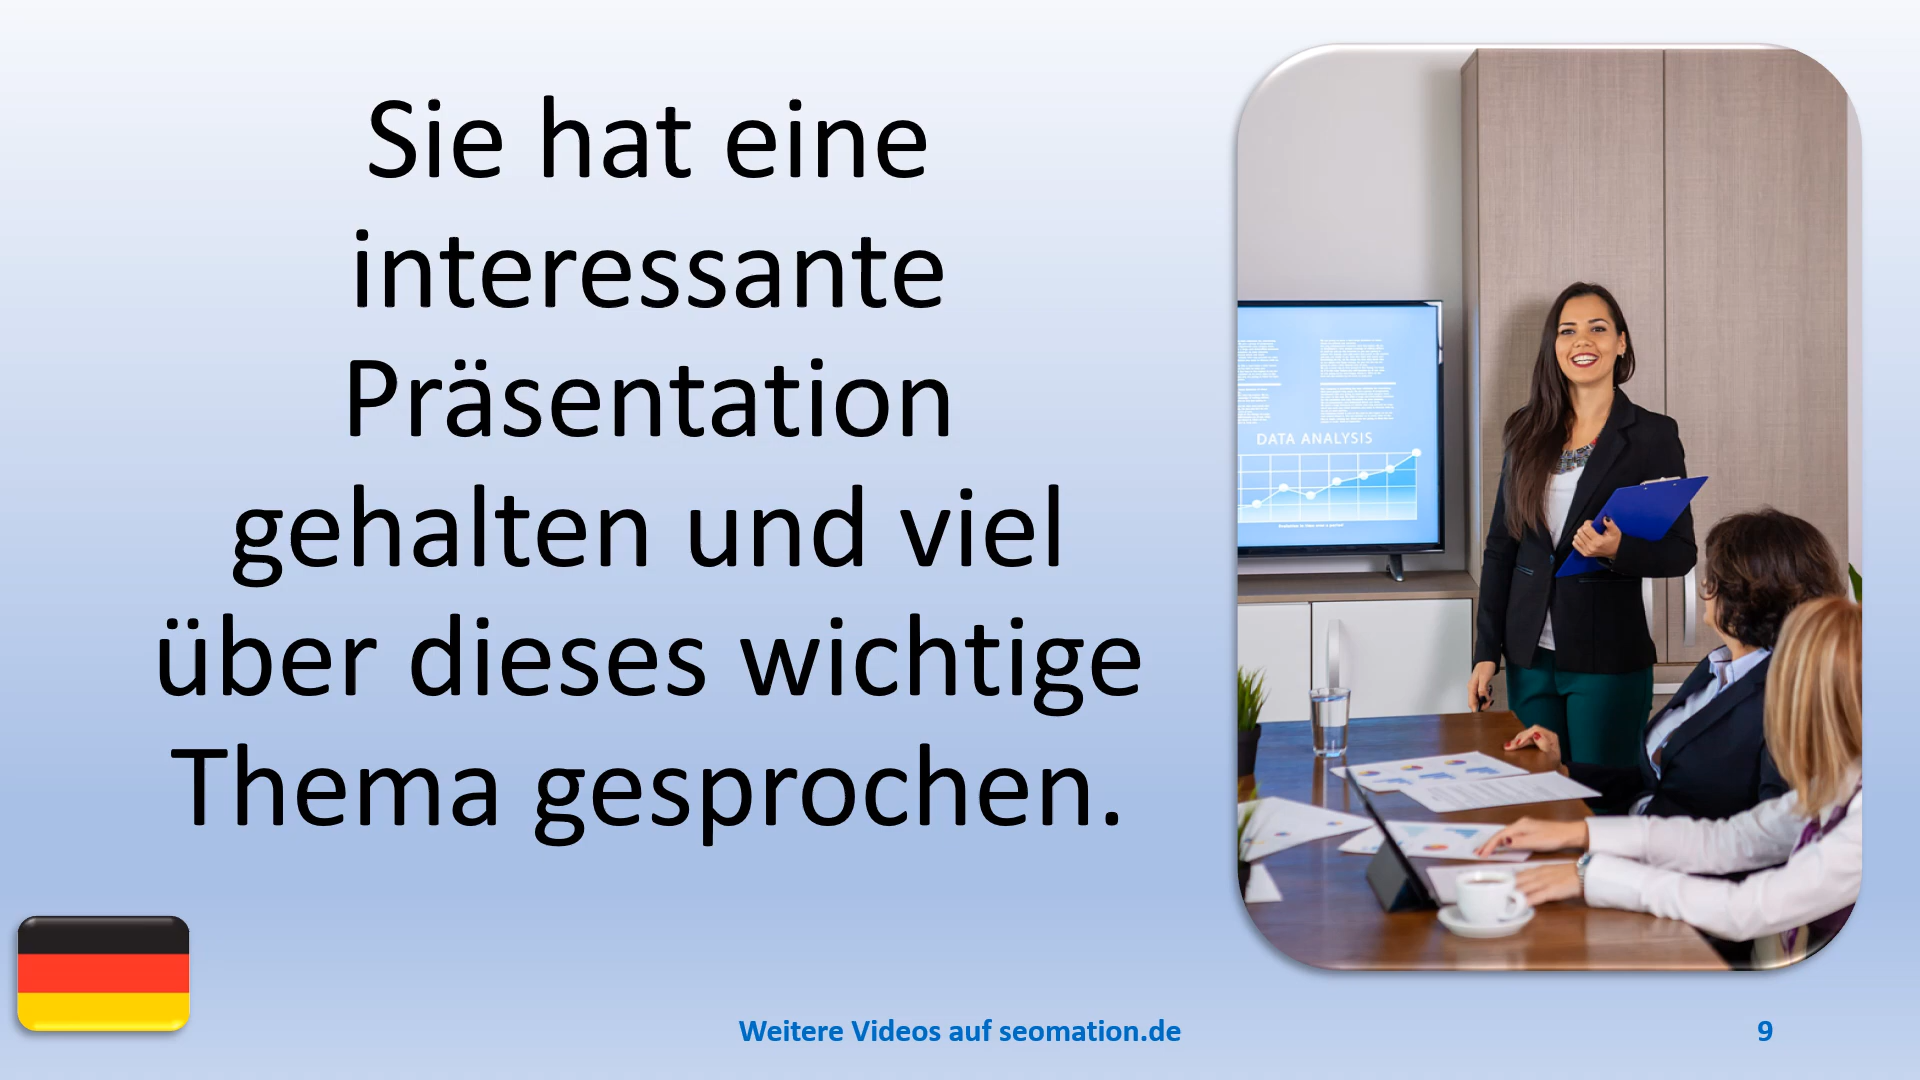 Sie hat eine
interessante
Präsentation
gehalten und viel
über dieses wichtige
Thema gesprochen.
DATA ANALYSIS
Weitere Videos auf seomation.de
9